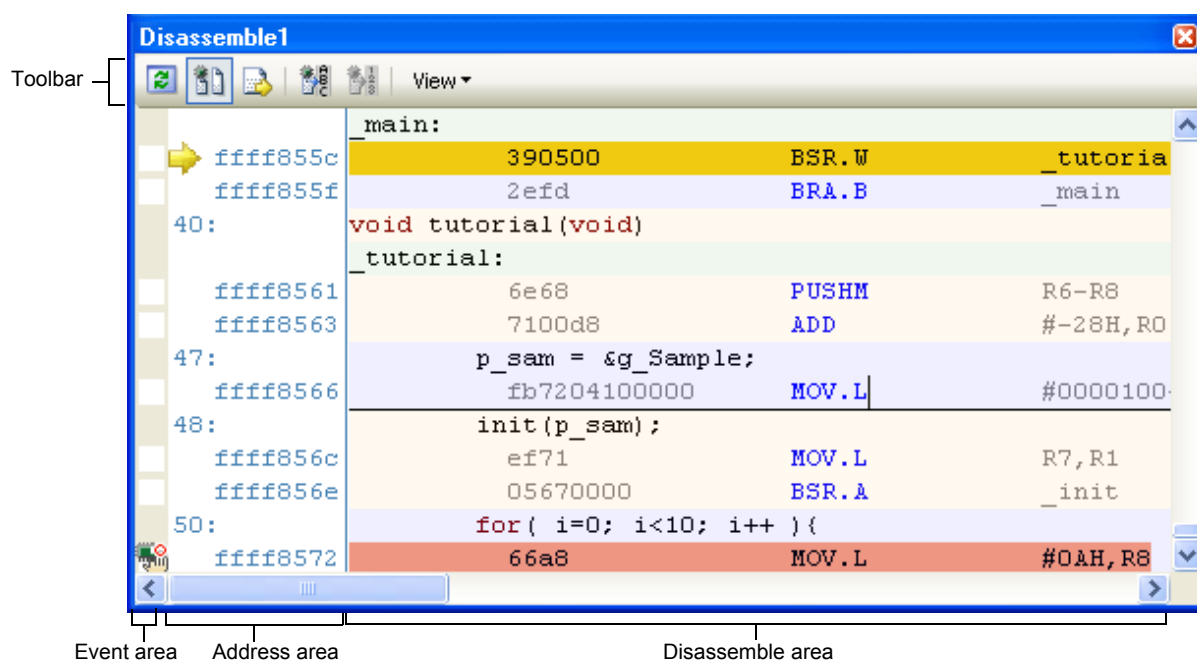 Disassemble1
Toolbar
View
_main:
ffff855c 390500 BSR.W _tutoria
ffff855f 2efd BRA.B _main
40: void tutorial(void)
_tutorial:
ffff8561 6e68 PUSHM R6-R8
ffff8563 7100d8 ADD #-28H,R0
47: p_sam = &g_Sample;
ffff8566 fb7204100000 MOV.L #0000100
48: init(p_sam);
ffff856c ef71 MOV.L R7,R1
ffff856e 05670000 BSR.A _init
50: for( i=0; i<10; i++ ){
ffff8572 66a8 MOV.L #0AH,R8
Event area Address area Disassemble area